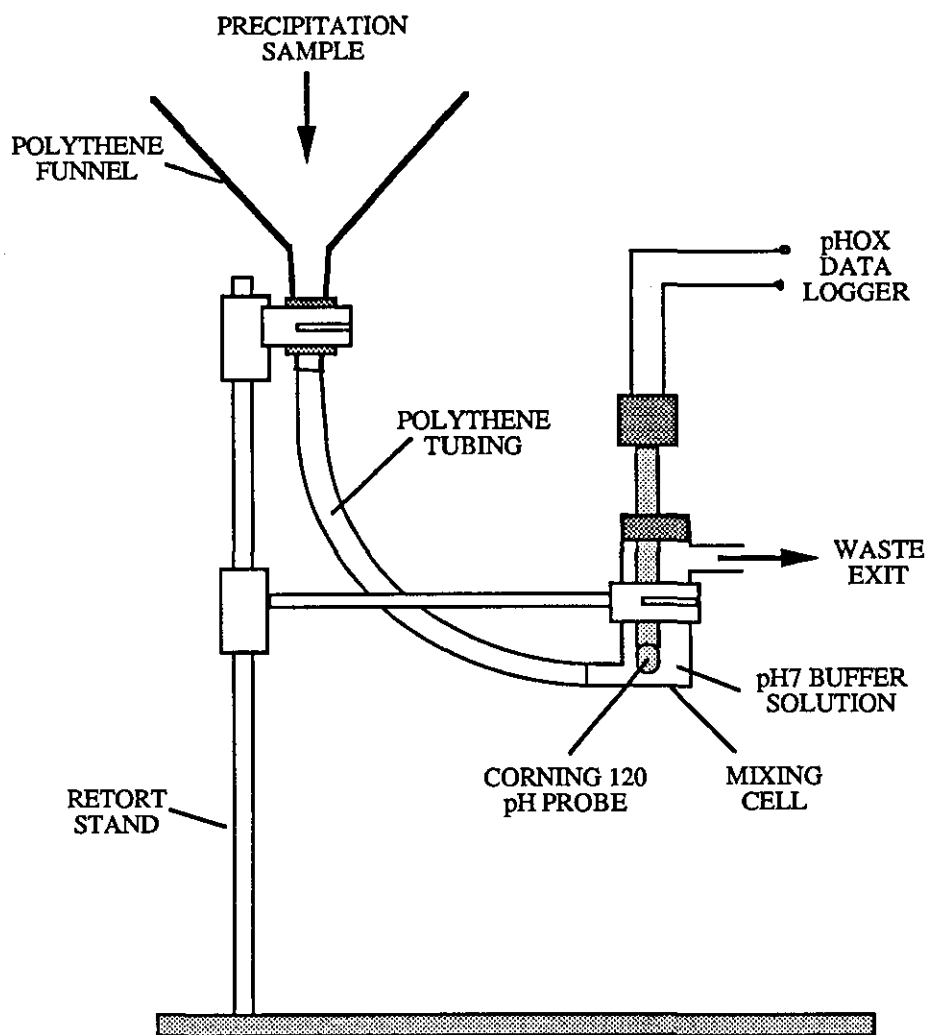 PRECIPITATION
SAMPLE
POLYTHENE
FUNNEL
pHOX
DATA
LOGGER
POLYTHENE
TUBING
WASTE
EXIT
pH7 BUFFER
SOLUTION
CORNING 120
pH PROBE
MIXING
CELL
RETORT
STAND